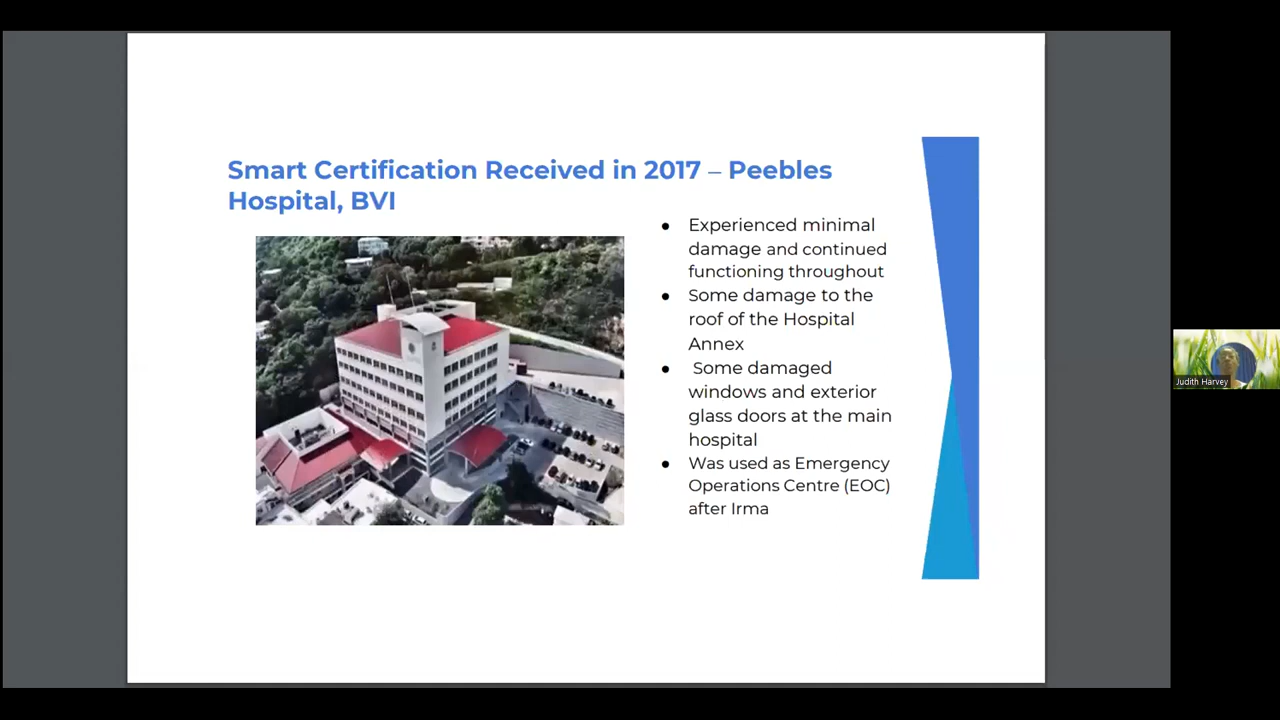 Smart Certification Received in 2017 – Peebles
Hospital, BVI
● Experienced minimal
damage and continued
functioning throughout
● Some damage to the
roof of the Hospital
Annex
● Some damaged
windows and exterior
glass doors at the main
hospital
● Was used as Emergency
Operations Centre (EOC)
after Irma
Judith Harvey